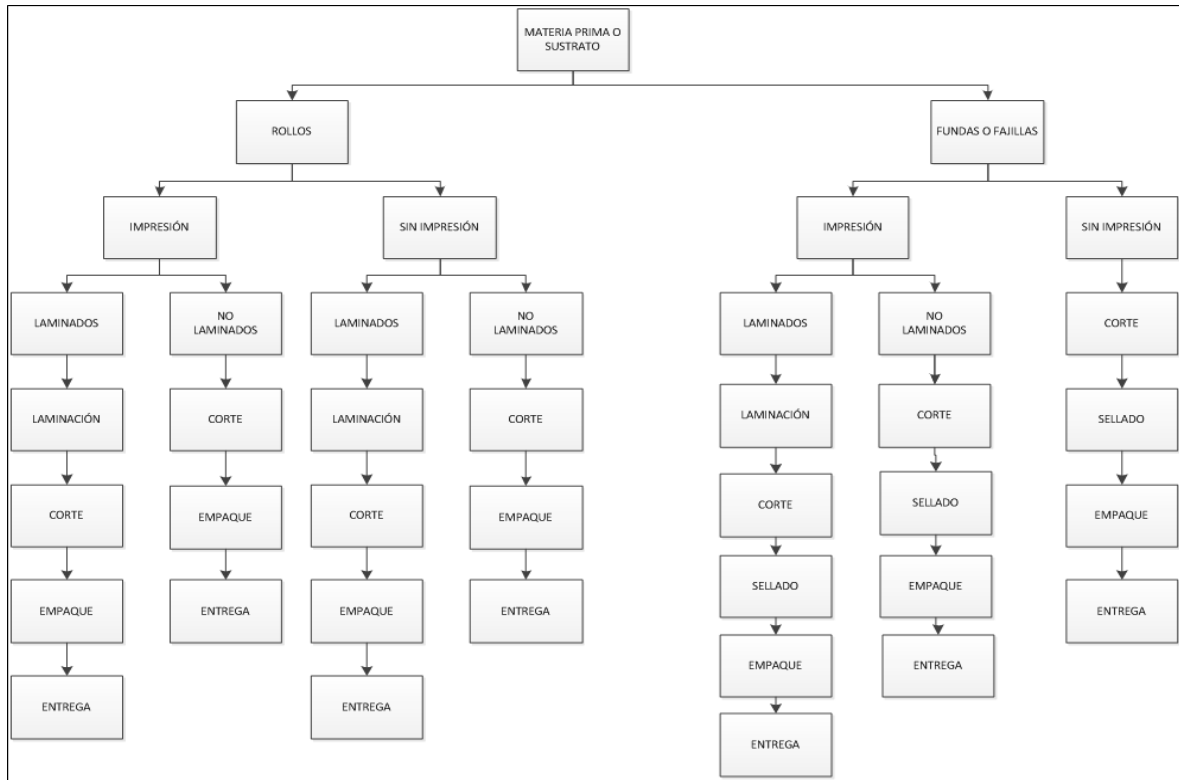 MATERIA PRIMA O
SUSTRATO
ROLLOS
FUNDAS O FAJILLAS
IMPRESIÓN
SIN IMPRESIÓN
IMPRESIÓN
SIN IMPRESIÓN
LAMINADOS
NO
LAMINADOS
LAMINADOS
NO
LAMINADOS
LAMINADOS
NO
LAMINADOS
CORTE
LAMINACIÓN
CORTE
LAMINACIÓN
CORTE
LAMINACIÓN
CORTE
SELLADO
CORTE
EMPAQUE
CORTE
EMPAQUE
CORTE
SELLADO
EMPAQUE
EMPAQUE
ENTREGA
EMPAQUE
ENTREGA
SELLADO
EMPAQUE
ENTREGA
ENTREGA
ENTREGA
EMPAQUE
ENTREGA
ENTREGA